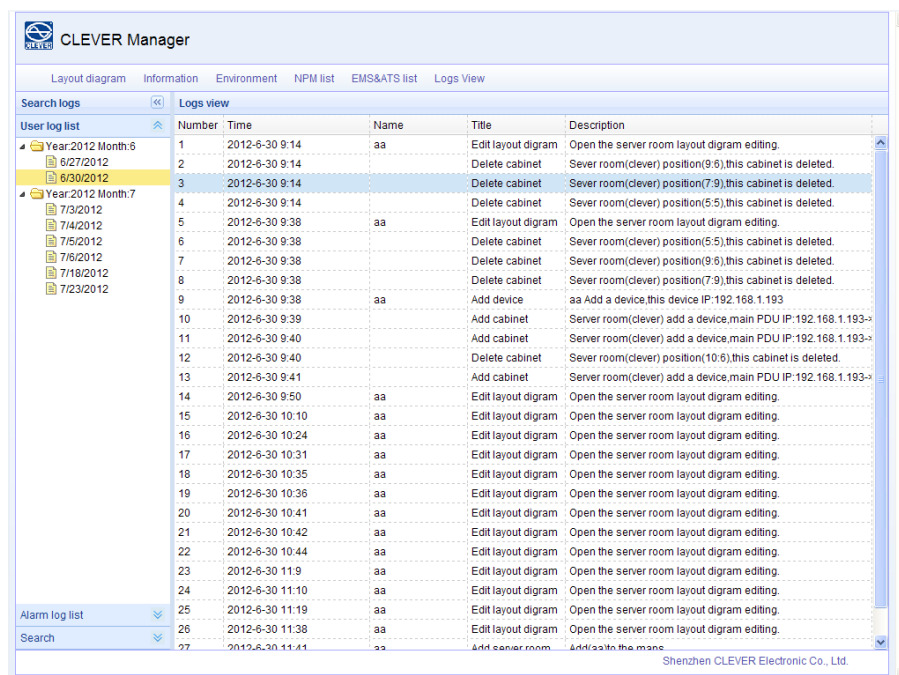 CLEVER
CLEVER Manager
Layout diagram Information Environment NPM list EMS&ATS list Logs View
Search logs
User log list
Year:2012 Month:6
6/27/2012
6/30/2012
Year:2012 Month:7
7/3/2012
7/4/2012
7/5/2012
7/6/2012
7/18/2012
7/23/2012
Alarm log list
Search
Logs view
Number Time Name Title Description
1 2012-6-30 9:14 aa Edit layout digram Open the server room layout digram editing.
2 2012-6-30 9:14 Delete cabinet Sever room(clever) position(9:6),this cabinet is deleted.
3 2012-6-30 9:14 Delete cabinet Sever room(clever) position(7:9),this cabinet is deleted.
4 2012-6-30 9:14 Delete cabinet Sever room(clever) position(5:5),this cabinet is deleted.
5 2012-6-30 9:38 aa Edit layout digram Open the server room layout digram editing.
6 2012-6-30 9:38 Delete cabinet Sever room(clever) position(5:5),this cabinet is deleted.
7 2012-6-30 9:38 Delete cabinet Sever room(clever) position(9:6),this cabinet is deleted.
8 2012-6-30 9:38 Delete cabinet Sever room(clever) position(7:9),this cabinet is deleted.
9 2012-6-30 9:38 aa Add device aa Add a device,this device IP:192.168.1.193
10 2012-6-30 9:39 Add cabinet Server room(clever) add a device,main PDU IP:192.168.1.193->
11 2012-6-30 9:40 Add cabinet Server room(clever) add a device,main PDU IP:192.168.1.193->
12 2012-6-30 9:40 Delete cabinet Sever room(clever) position(10:6),this cabinet is deleted.
13 2012-6-30 9:41 Add cabinet Server room(clever) add a device,main PDU IP:192.168.1.193->
14 2012-6-30 9:50 aa Edit layout digram Open the server room layout digram editing.
15 2012-6-30 10:10 aa Edit layout digram Open the server room layout digram editing.
16 2012-6-30 10:24 aa Edit layout digram Open the server room layout digram editing.
17 2012-6-30 10:31 aa Edit layout digram Open the server room layout digram editing.
18 2012-6-30 10:35 aa Edit layout digram Open the server room layout digram editing.
19 2012-6-30 10:36 aa Edit layout digram Open the server room layout digram editing.
20 2012-6-30 10:41 aa Edit layout digram Open the server room layout digram editing.
21 2012-6-30 10:42 aa Edit layout digram Open the server room layout digram editing.
22 2012-6-30 10:44 aa Edit layout digram Open the server room layout digram editing.
23 2012-6-30 11:9 aa Edit layout digram Open the server room layout digram editing.
24 2012-6-30 11:10 aa Edit layout digram Open the server room layout digram editing.
25 2012-6-30 11:19 aa Edit layout digram Open the server room layout digram editing.
26 2012-6-30 11:38 aa Edit layout digram Open the server room layout digram editing.
27 2012-6-30 11:41 aa Add server room Add(aa)to the maps
Shenzhen CLEVER Electronic Co., Ltd.